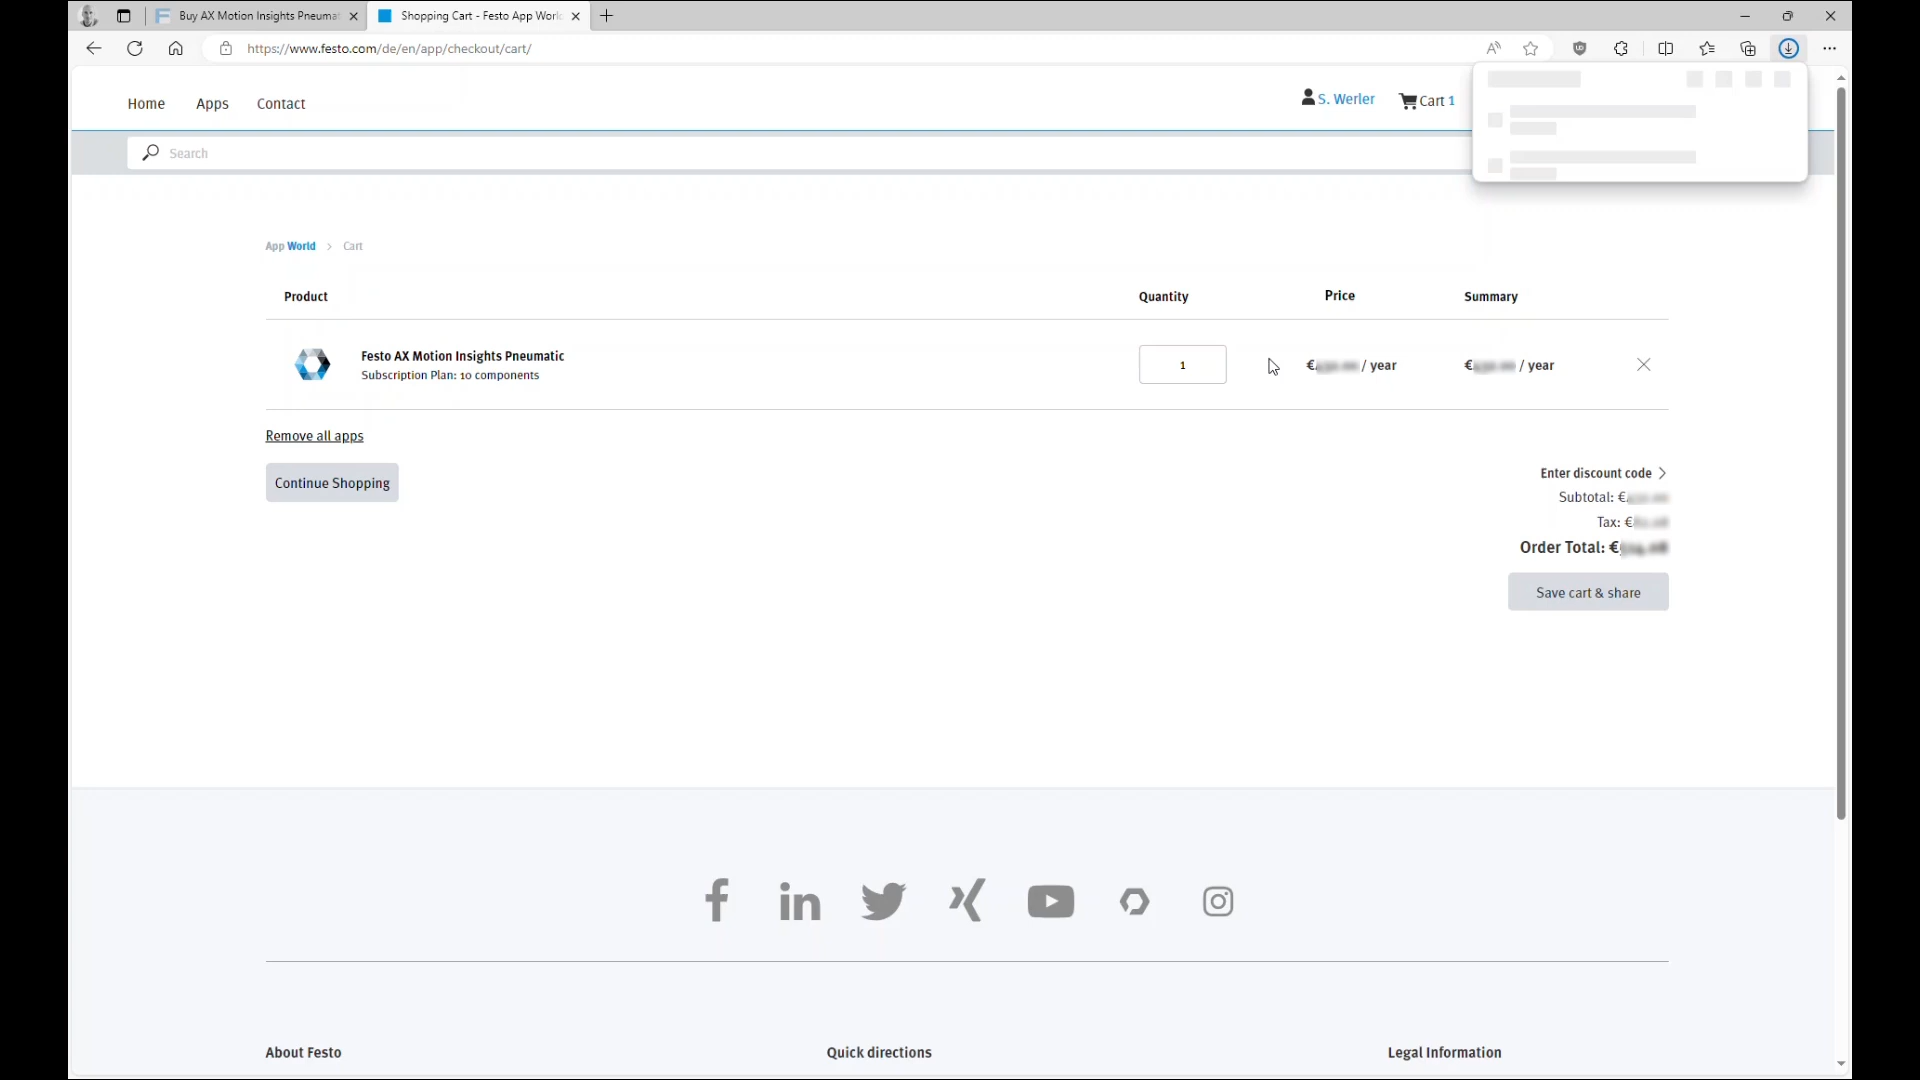 Buy AX Motion Insights Pneumat
Shopping Cart - Festo App Worl
https://www.festo.com/de/en/app/checkout/cart/
Home Apps Contact
S. Werler Cart 1
Search
App World > Cart
Product Quantity Price Summary
Festo AX Motion Insights Pneumatic
Subscription Plan: 10 components
1 € / year € / year
Remove all apps
Continue Shopping
Enter discount code >
Subtotal: €
Tax: €
Order Total: €
Save cart & share
About Festo Quick directions Legal Information